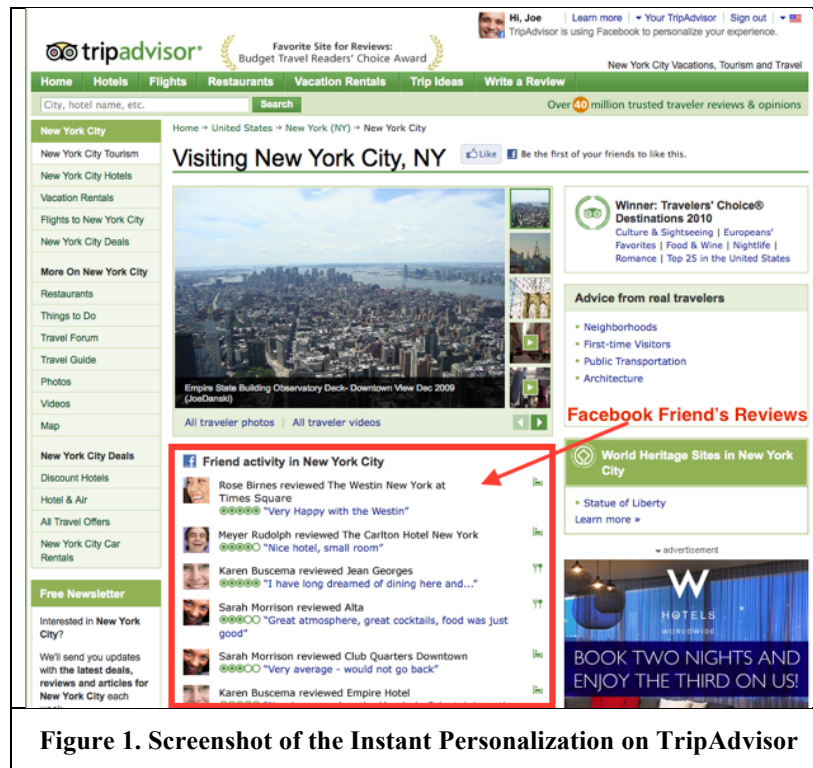 Hi, Joe | Learn more | Your TripAdvisor | Sign out |
TripAdvisor is using Facebook to personalize your experience.
tripadvisor®
Favorite Site for Reviews:
Budget Travel Readers' Choice Award
New York City Vacations, Tourism and Travel
Home Hotels Flights Restaurants Vacation Rentals Trip Ideas Write a Review
City, hotel name, etc. Search
Over 40 million trusted traveler reviews & opinions
New York City
New York City Tourism
New York City Hotels
Vacation Rentals
Flights to New York City
New York City Deals
More On New York City
Restaurants
Things to Do
Travel Forum
Travel Guide
Photos
Videos
Map
New York City Deals
Discount Hotels
Hotel & Air
All Travel Offers
New York City Car
Rentals
Free Newsletter
Interested in New York
City?
We'll send you updates
with the latest deals,
reviews and articles for
New York City each
Home → United States → New York (NY) → New York City
Visiting New York City, NY
Like
Be the first of your friends to like this.
Empire State Building Observatory Deck- Downtown View Dec 2009
(JoeDanski)
All traveler photos | All traveler videos
Friend activity in New York City
Rose Birnes reviewed The Westin New York at
Times Square
"Very Happy with the Westin"
Meyer Rudolph reviewed The Carlton Hotel New York
"Nice hotel, small room"
Karen Buscema reviewed Jean Georges
"I have long dreamed of dining here and..."
Sarah Morrison reviewed Alta
"Great atmosphere, great cocktails, food was just
good"
Sarah Morrison reviewed Club Quarters Downtown
"Very average - would not go back"
Karen Buscema reviewed Empire Hotel
Winner: Travelers' Choice®
Destinations 2010
Culture & Sightseeing | Europeans'
Favorites | Food & Wine | Nightlife |
Romance | Top 25 in the United States
Advice from real travelers
• Neighborhoods
• First-time Visitors
• Public Transportation
• Architecture
Facebook Friend's Reviews
World Heritage Sites in New York
City
• Statue of Liberty
Learn more »
advertisement
W
HOTELS
WORLDWIDE
BOOK TWO NIGHTS AND
ENJOY THE THIRD ON US!
Figure 1. Screenshot of the Instant Personalization on TripAdvisor